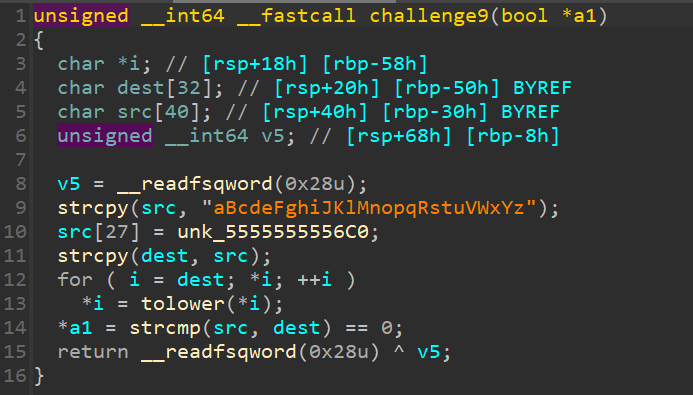 1 unsigned __int64 __fastcall challenge9(bool *a1)
2 {
3   char *i; // [rsp+18h] [rbp-58h]
4   char dest[32]; // [rsp+20h] [rbp-50h] BYREF
5   char src[40]; // [rsp+40h] [rbp-30h] BYREF
6   unsigned __int64 v5; // [rsp+68h] [rbp-8h]
7
8   v5 = __readfsqword(0x28u);
9   strcpy(src, "aBcdeFghiJKlMnopqRstuVWxYz");
10   src[27] = unk_5555555556C0;
11   strcpy(dest, src);
12   for ( i = dest; *i; ++i )
13     *i = tolower(*i);
14   *a1 = strcmp(src, dest) == 0;
15   return __readfsqword(0x28u) ^ v5;
16 }